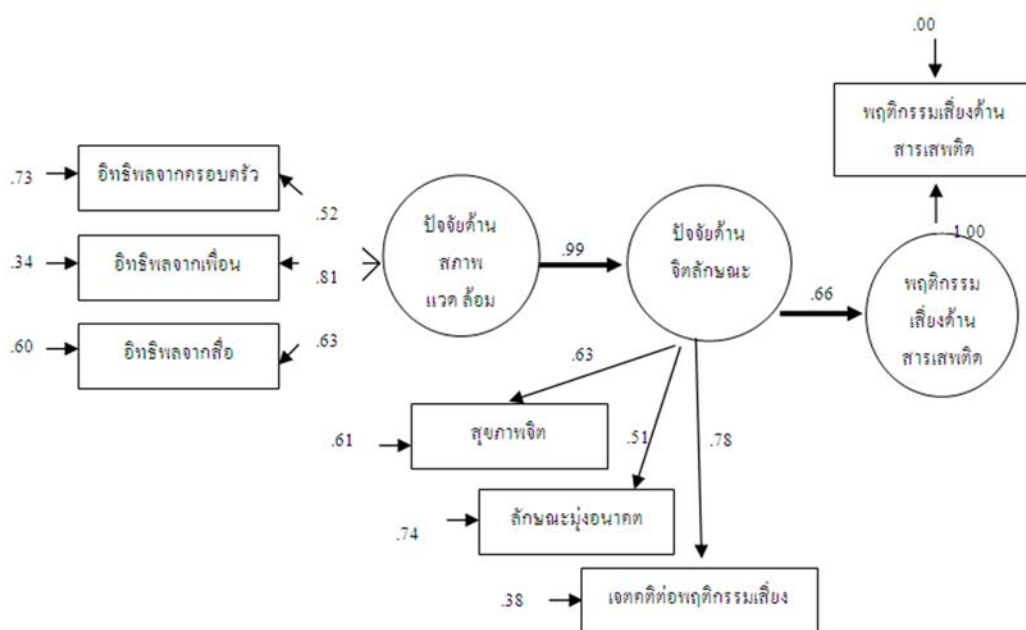 .00
พฤติกรรมเสี่ยงด้าน
สารเสพติด
.73
อิทธิพลจากครอบครัว
.52
.34
อิทธิพลจากเพื่อน
.81
.60
อิทธิพลจากสื่อ
.63
ปัจจัยด้าน
สภาพ
แวด ล้อม
.99
ปัจจัยด้าน
จิตลักษณะ
.66
1.00
พฤติกรรม
เสี่ยงด้าน
สารเสพติด
.63
.51
.78
.61
สุขภาพจิต
.74
ลักษณะมุ่งอนาคต
.38
เจตคติต่อพฤติกรรมเสี่ยง